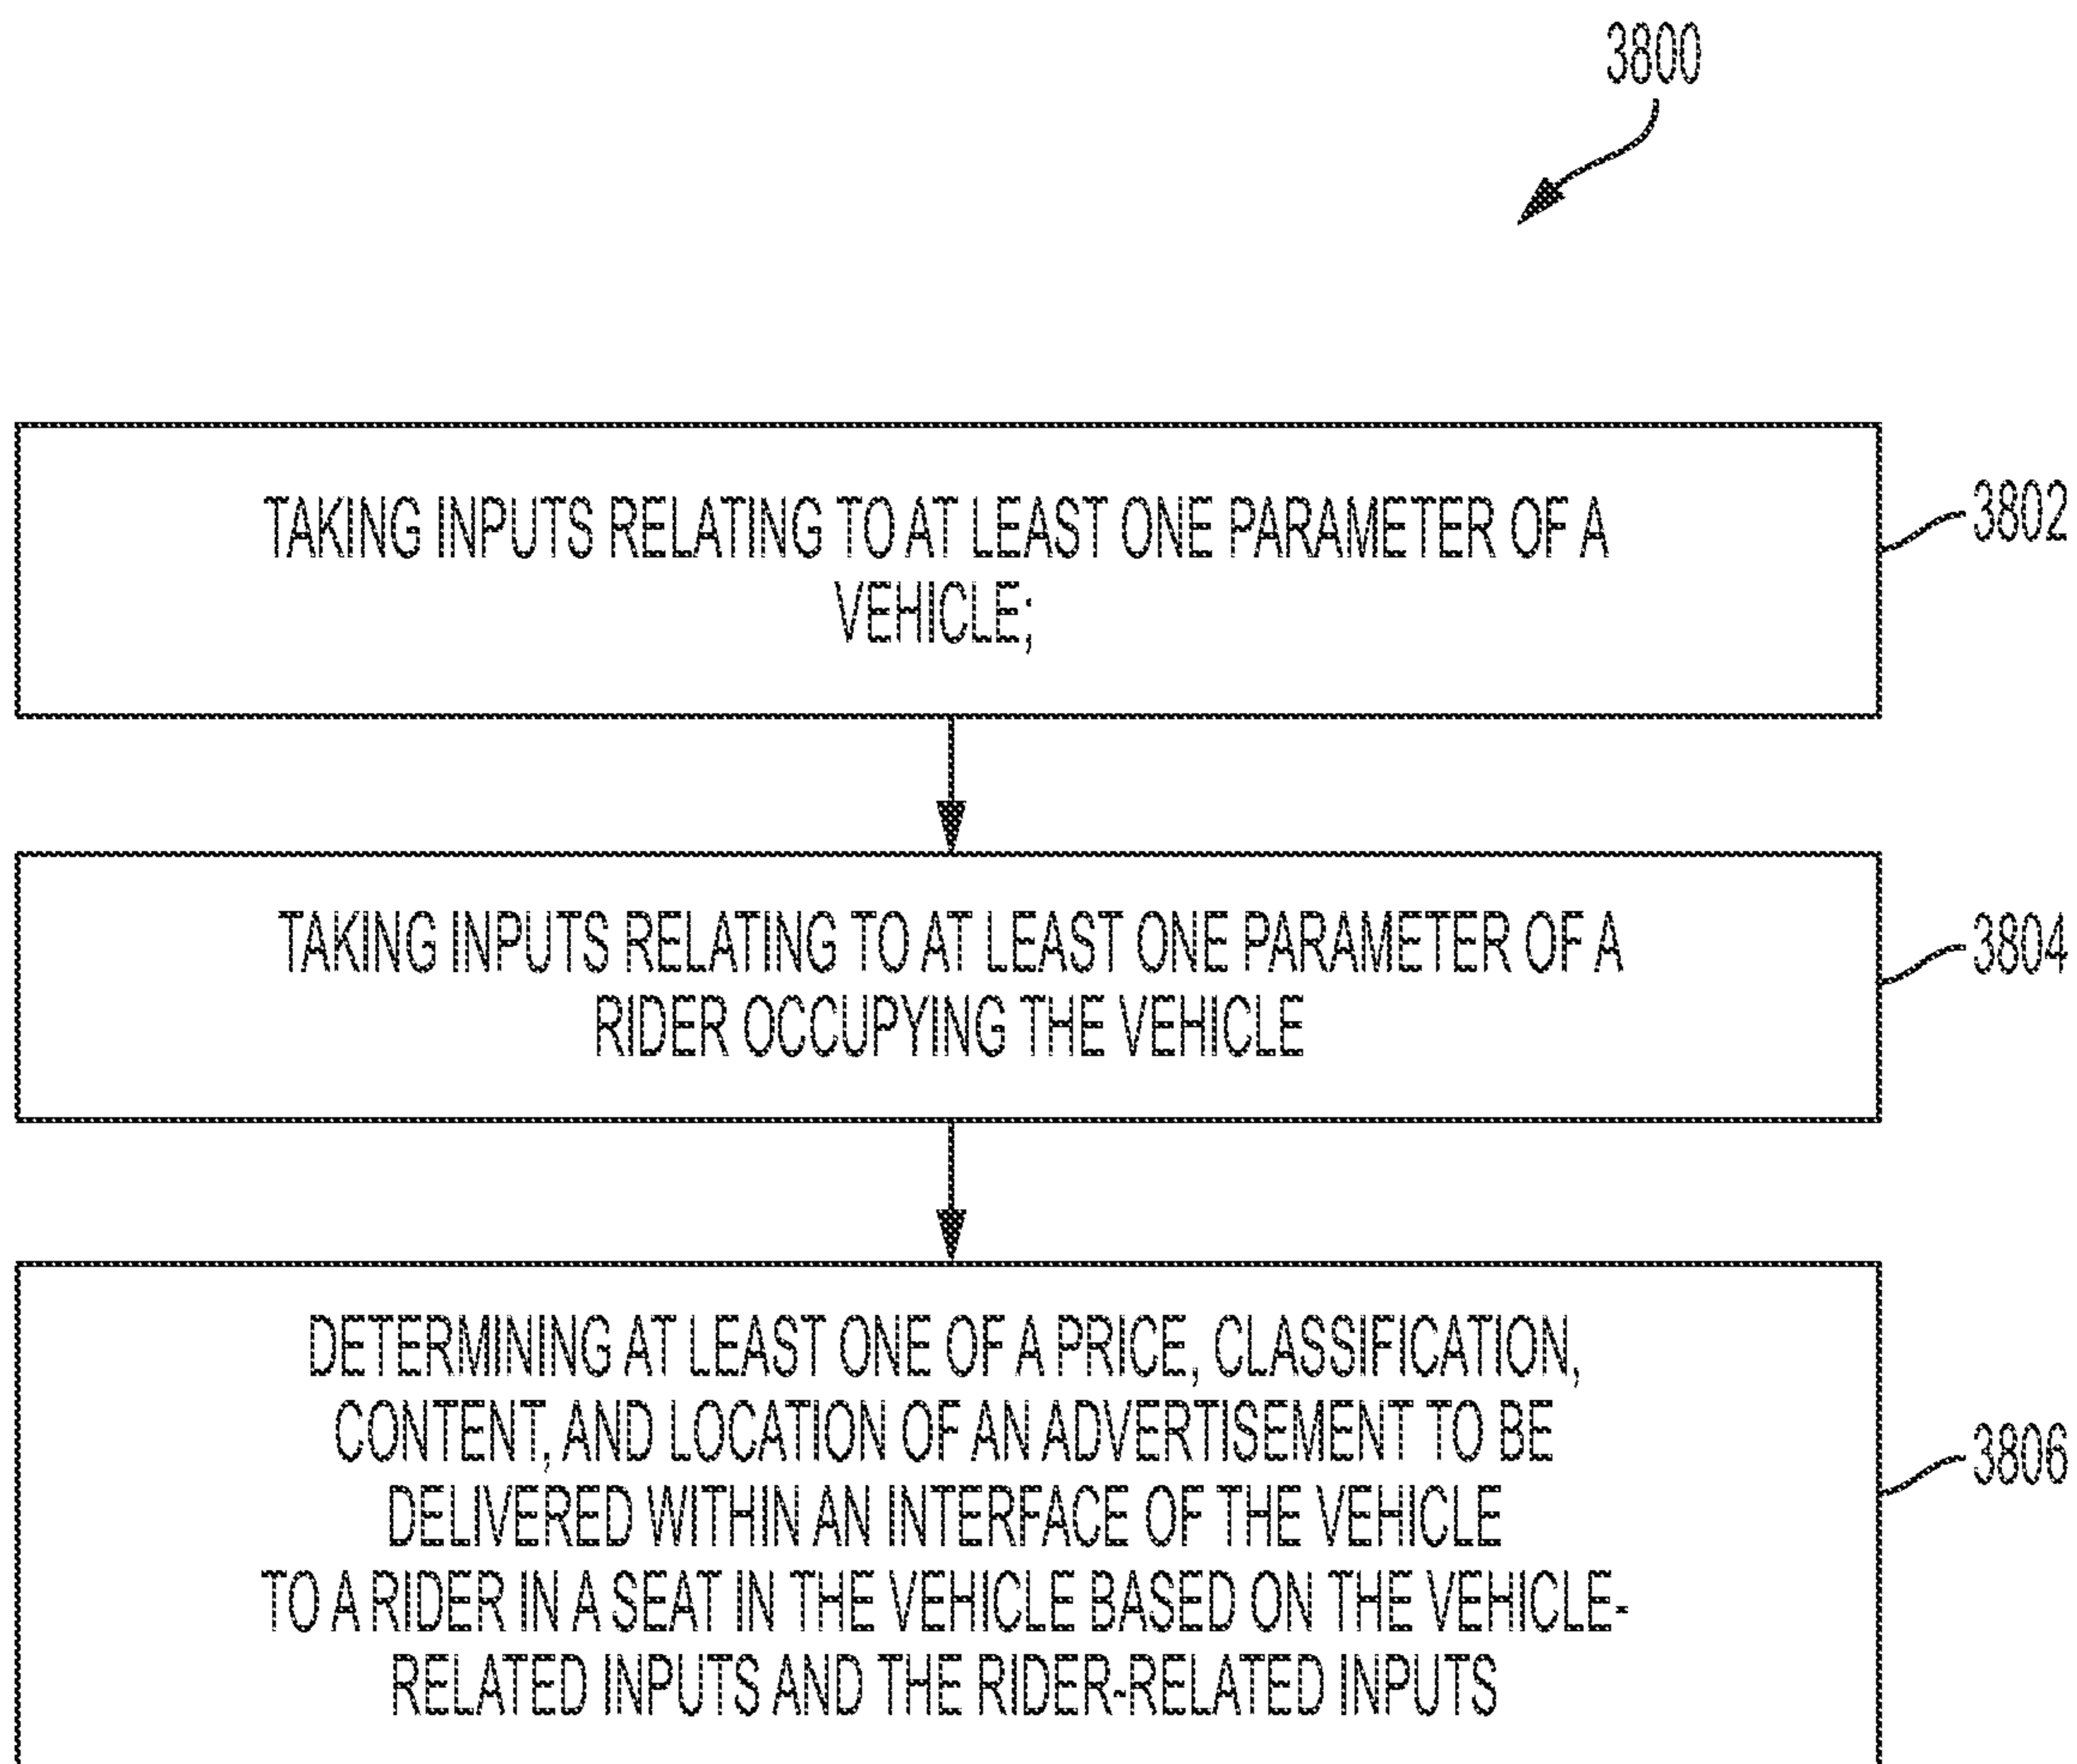 3800
TAKING INPUTS RELATING TO AT LEAST ONE PARAMETER OF A
VEHICLE;
3802
TAKING INPUTS RELATING TO AT LEAST ONE PARAMETER OF A
RIDER OCCUPYING THE VEHICLE
3804
DETERMINING AT LEAST ONE OF A PRICE, CLASSIFICATION,
CONTENT, AND LOCATION OF AN ADVERTISEMENT TO BE
DELIVERED WITHIN AN INTERFACE OF THE VEHICLE
TO A RIDER IN A SEAT IN THE VEHICLE BASED ON THE VEHICLE-
RELATED INPUTS AND THE RIDER-RELATED INPUTS
3806